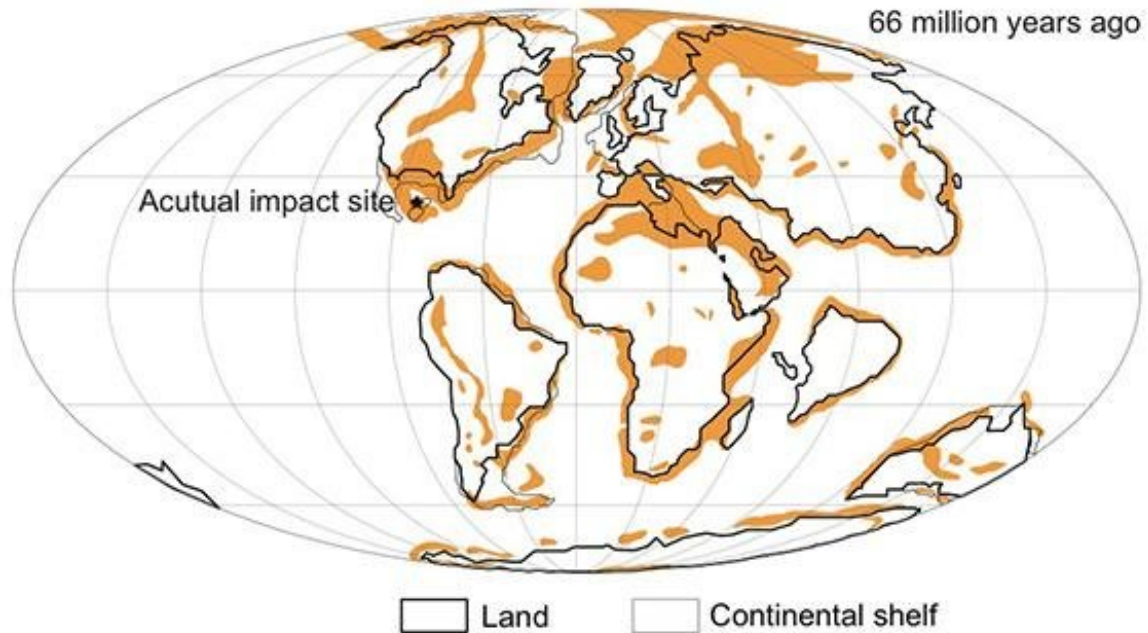 66 million years ago
Acutual impact site
Land
Continental shelf